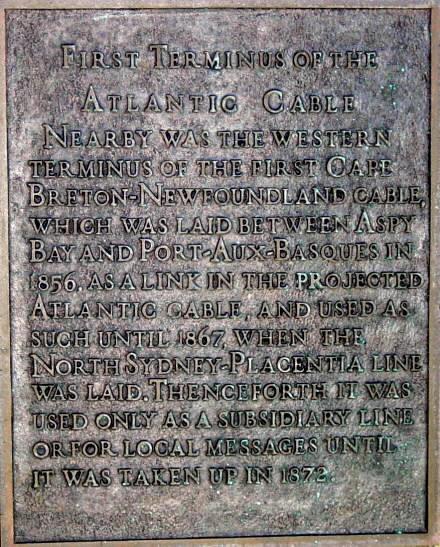 FIRST TERMINUS OF THE
ATLANTIC CABLE
NEARBY WAS THE WESTERN
TERMINUS OF THE FIRST CAPE
BRETON-NEWFOUNDLAND CABLE,
WHICH WAS LAID BETWEEN ASPY
BAY AND PORT-AUX-BASQUES IN
1856, AS A LINK IN THE PROJECTED
ATLANTIC CABLE, AND USED AS
SUCH UNTIL 1867, WHEN THE
NORTH SYDNEY-PLACENTIA LINE
WAS LAID. THENCEFORTH IT WAS
USED ONLY AS A SUBSIDIARY LINE
OR FOR LOCAL MESSAGES UNTIL
IT WAS TAKEN UP IN 1872.